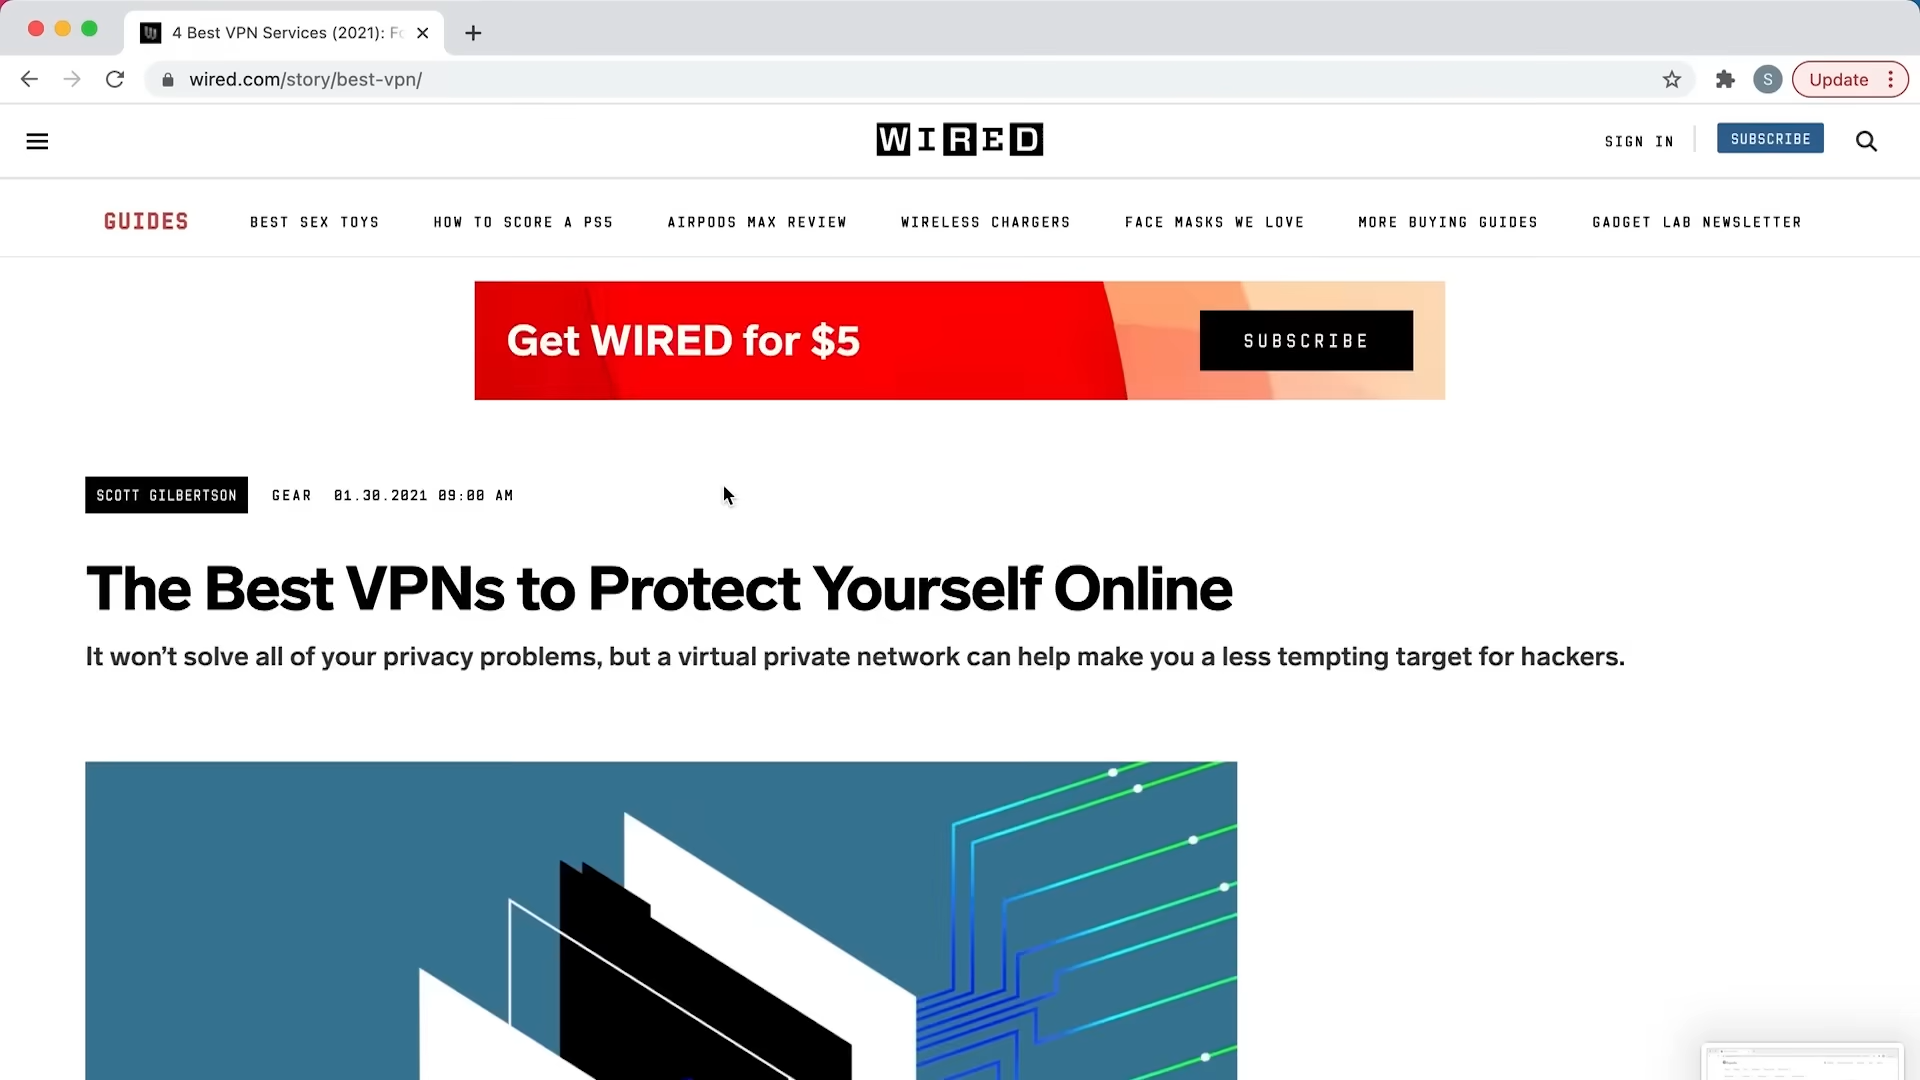 4 Best VPN Services (2021): Fo
wired.com/story/best-vpn/
S
Update
WIRED
SIGN IN
SUBSCRIBE
GUIDES
BEST SEX TOYS
HOW TO SCORE A PS5
AIRPODS MAX REVIEW
WIRELESS CHARGERS
FACE MASKS WE LOVE
MORE BUYING GUIDES
GADGET LAB NEWSLETTER
Get WIRED for $5
SUBSCRIBE
SCOTT GILBERTSON
GEAR
01.30.2021 09:00 AM
The Best VPNs to Protect Yourself Online
It won't solve all of your privacy problems, but a virtual private network can help make you a less tempting target for hackers.